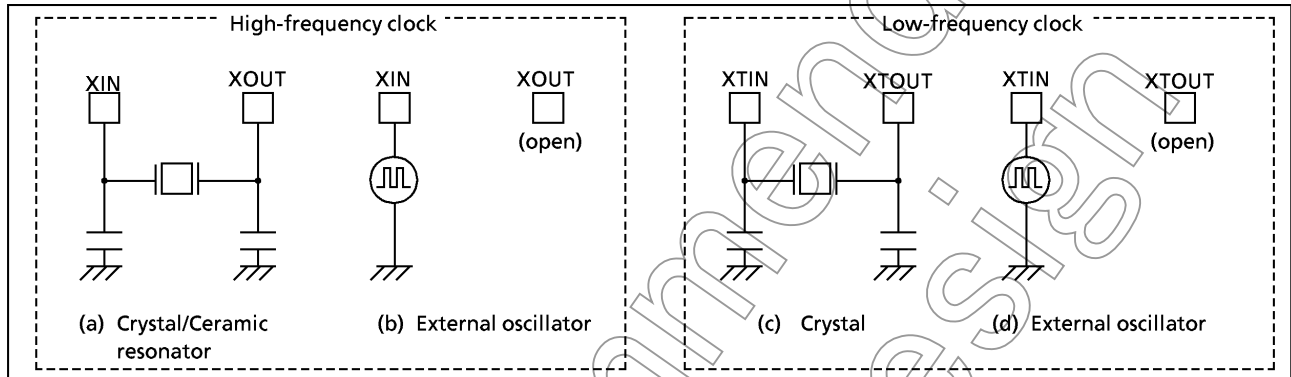 High-frequency clock
XIN XOUT XIN XOUT
(open)
(a) Crystal/Ceramic resonator
(b) External oscillator
Low-frequency clock
XTIN XTOUT XTIN XTOUT
(open)
(c) Crystal
(d) External oscillator